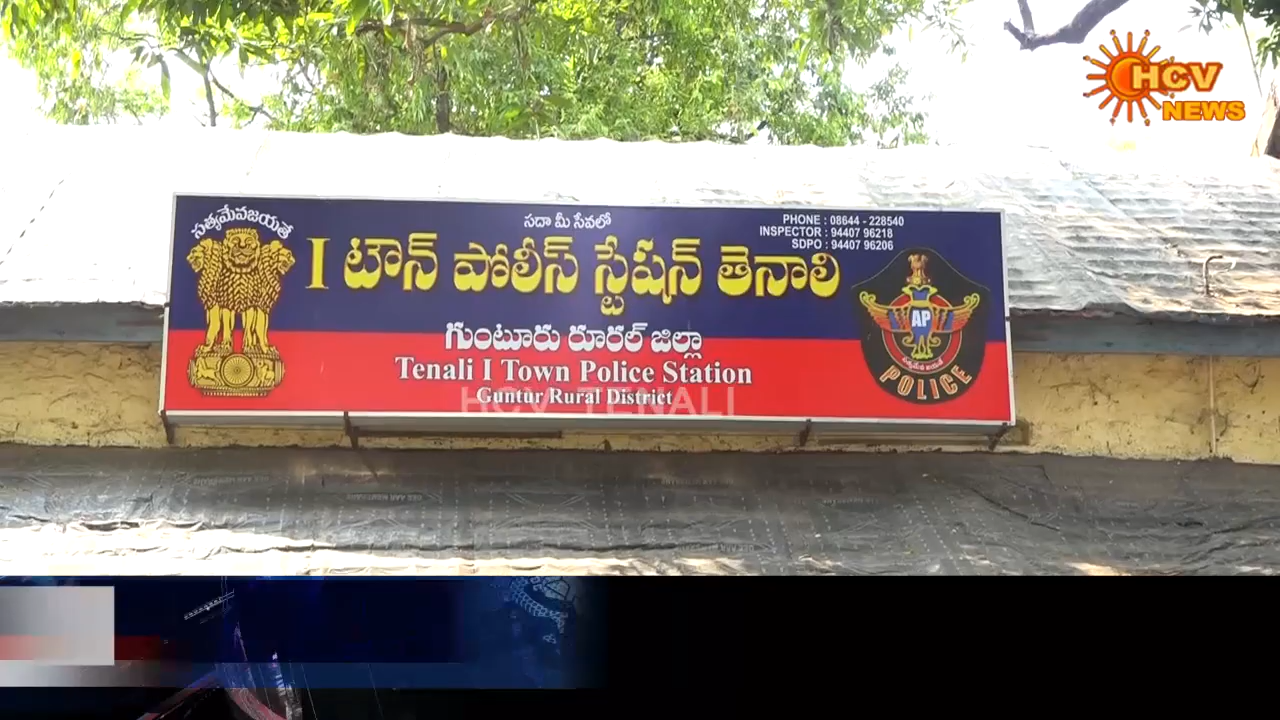 HCV
NEWS
సత్యమేవజయతే
సదా మీ సేవలో
PHONE : 08644 - 228540
INSPECTOR : 94407 96218
SDPO : 94407 96206
I టౌన్ పోలీస్ స్టేషన్ తెనాలి
గుంటూరు రూరల్ జిల్లా
Tenali I Town Police Station
Guntur Rural District
HCV TENALI
AP
POLICE